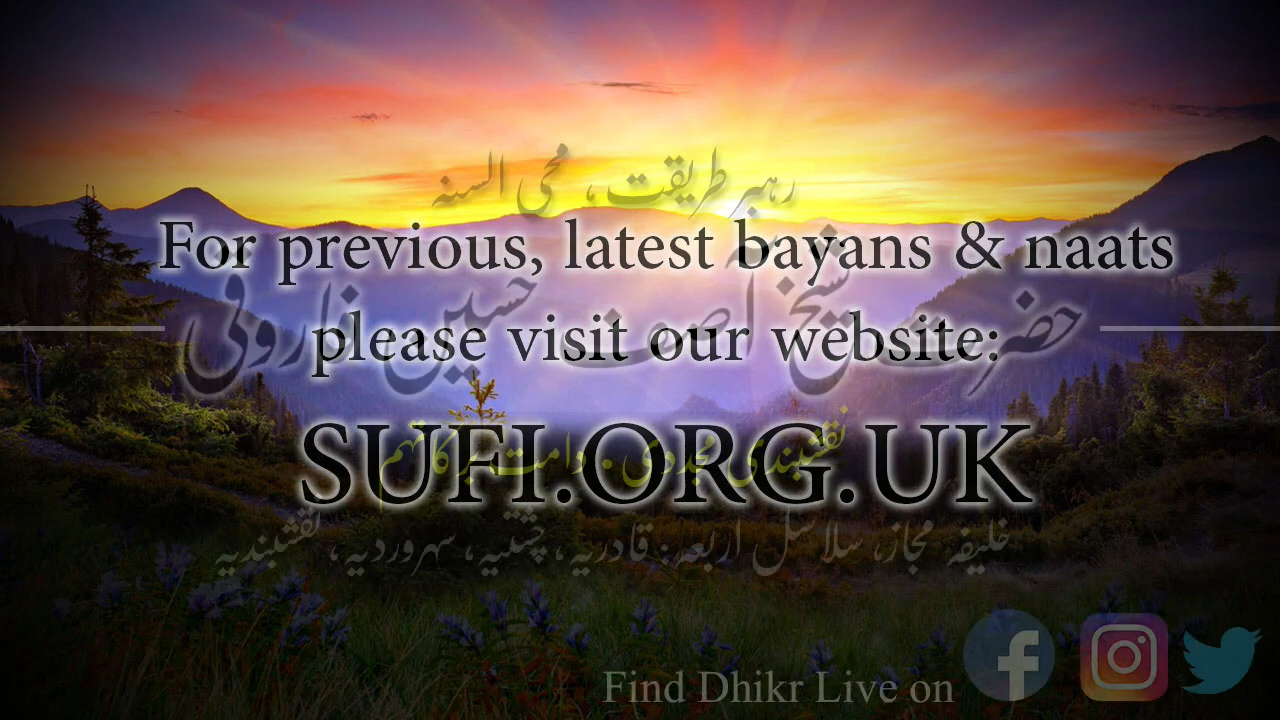 رہبر طریقت، محی السنہ
For previous, latest bayans & naats
حضرت شیخ آصف حسین فاروقی
please visit our website:
نقشبندی مجددی . دامت برکاتہم
SUFI.ORG.UK
خلیفہ مجاز، سلاسل اربعہ: قادریہ، چشتیہ، سہروردیہ، نقشبندیہ
Find Dhikr Live on